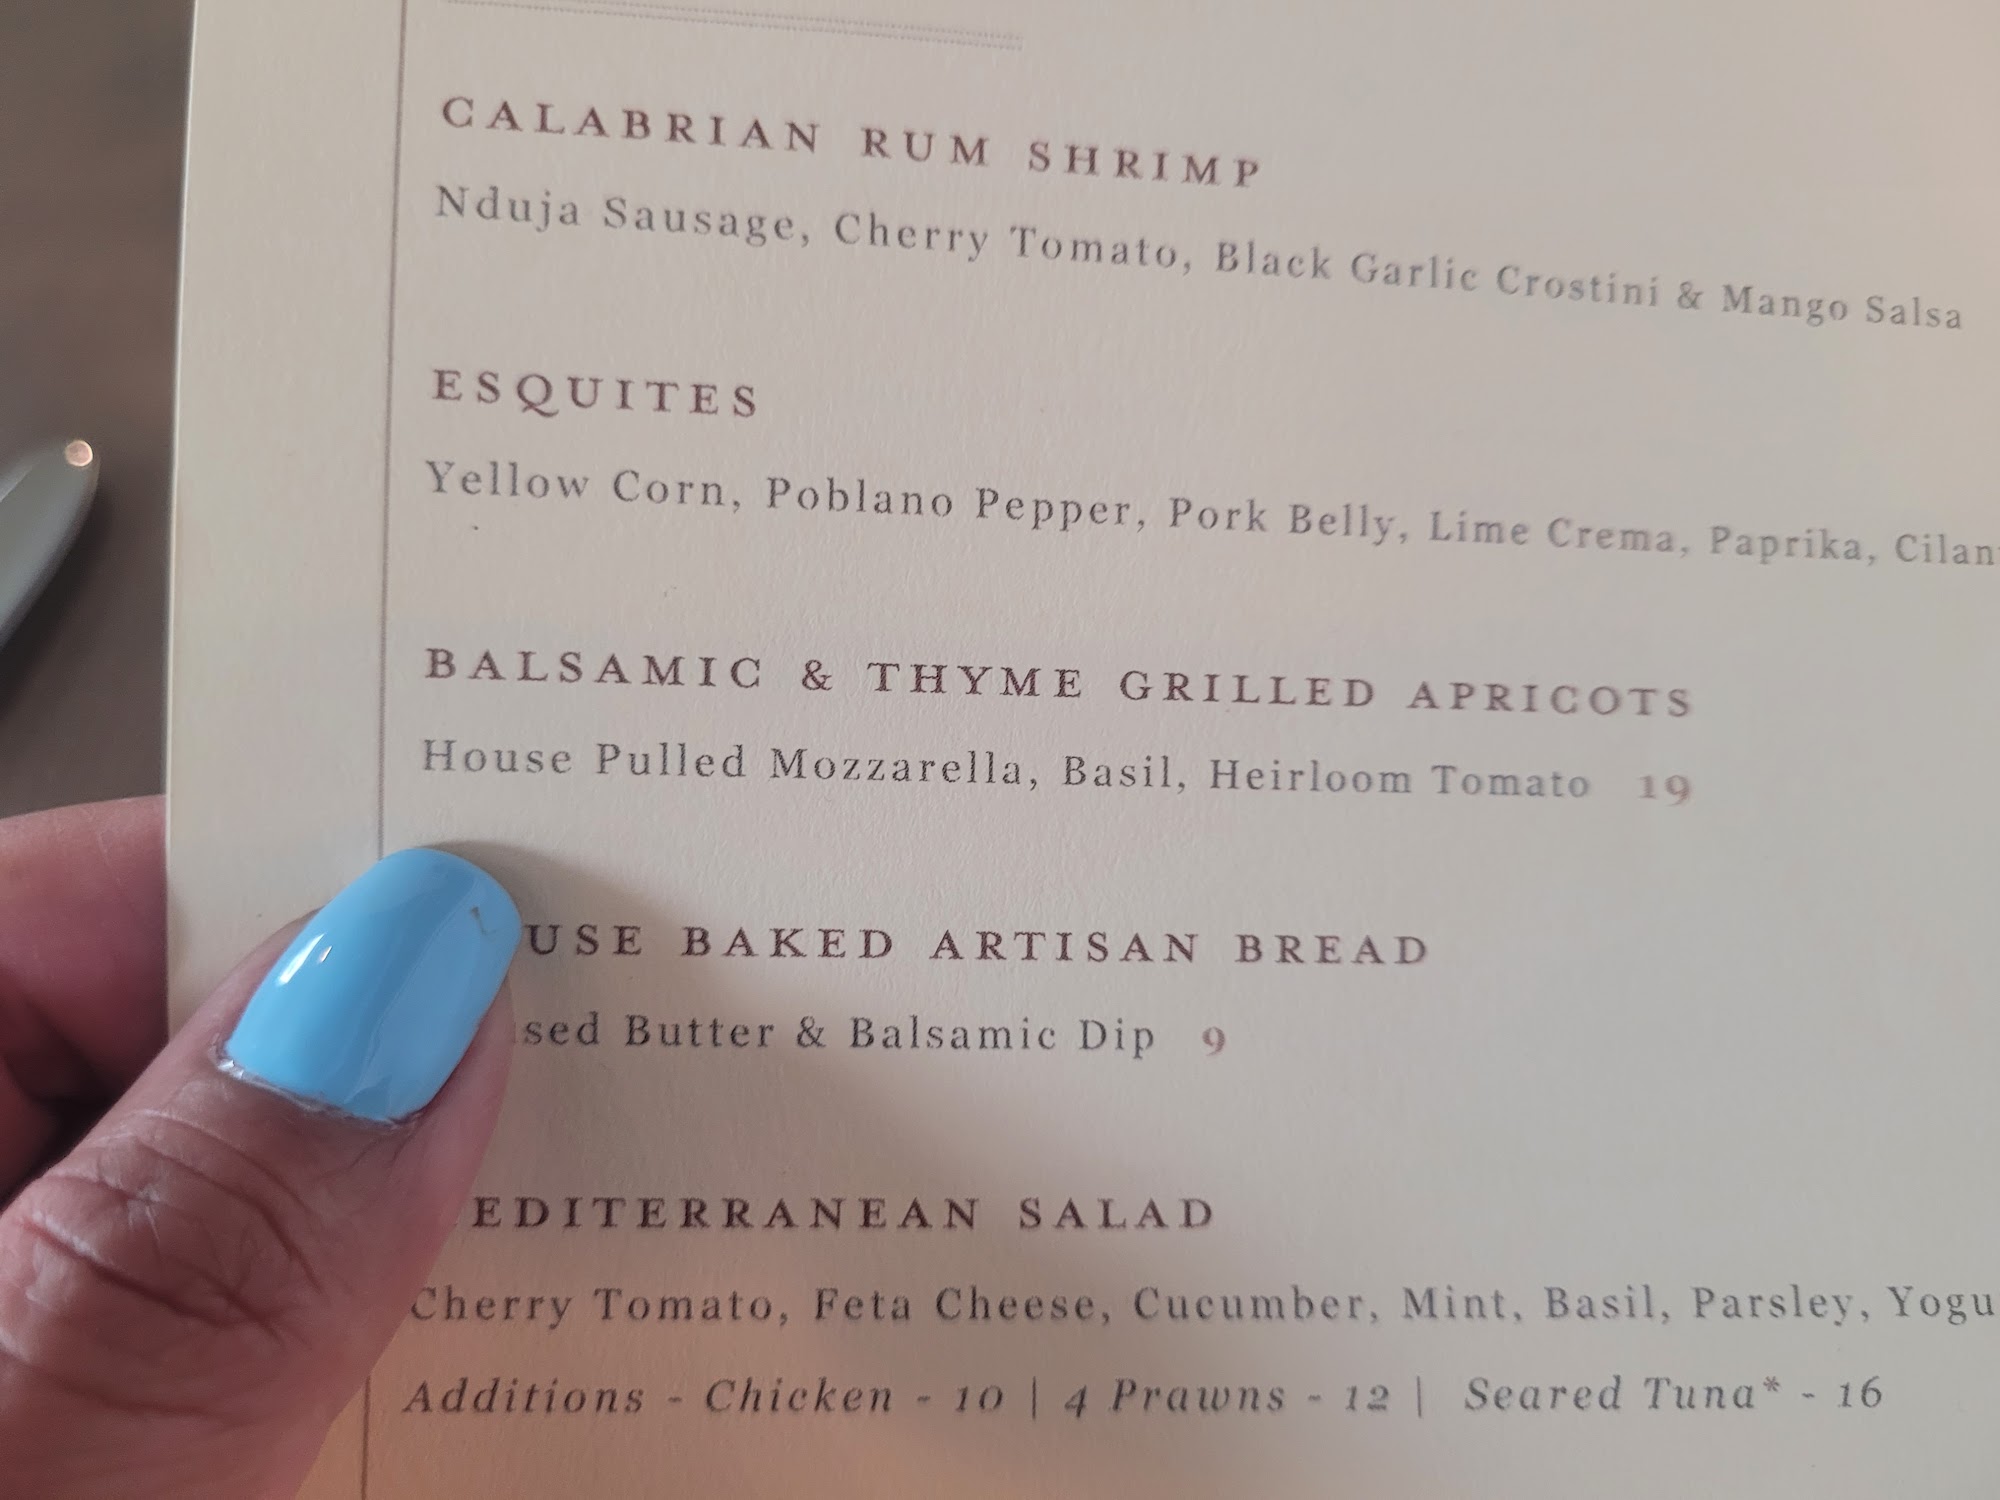 CALABRIAN RUM SHRIMP
Nduja Sausage, Cherry Tomato, Black Garlic Crostini & Mango Salsa
ESQUITES
Yellow Corn, Poblano Pepper, Pork Belly, Lime Crema, Paprika,
BALSAMIC & THYME GRILLED APRICOTS
House Pulled Mozzarella, Basil, Heirloom Tomato 19
BAKED ARTISAN BREAD
Butter & Balsamic Dip 9
SALAD
Cherry Tomato, Feta Cheese, Cucumber, Mint, Basil, Parsley,
Additions - Chicken - 10 | 4 Prawns - 12 | Seared Tuna* - 16